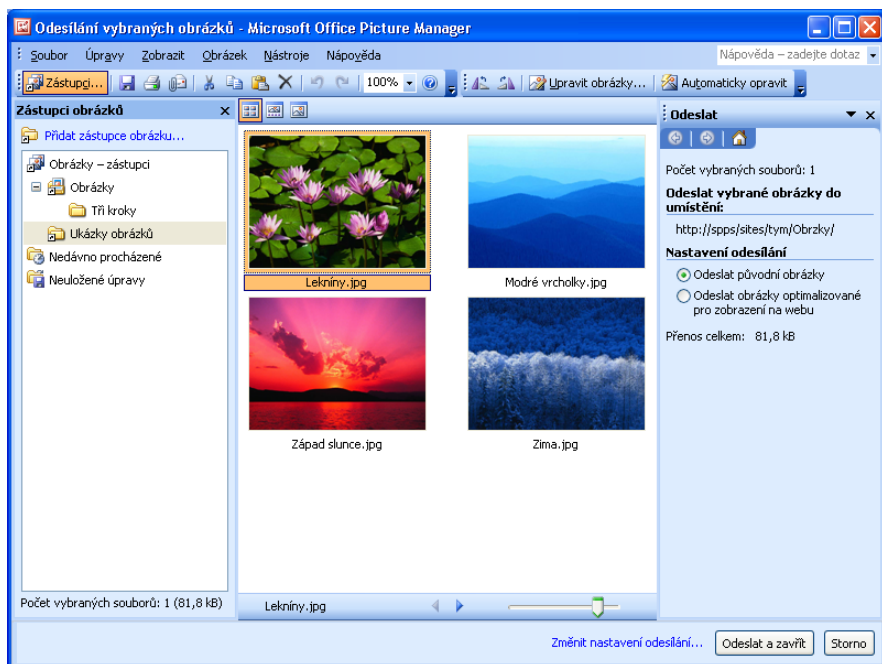 Odesílání vybraných obrázků - Microsoft Office Picture Manager
Soubor Úpravy Zobrazit Obrázek Nástroje Nápověda
Nápověda – zadejte dotaz
Zástupci... 100% Upravit obrázky... Automaticky opravit
Zástupci obrázků
Přidat zástupce obrázku...
Obrázky – zástupci
Obrázky
Tři kroky
Ukázky obrázků
Nedávno procházené
Neuložené úpravy
Počet vybraných souborů: 1 (81,8 kB)
Lekníny.jpg
Modré vrcholky.jpg
Západ slunce.jpg
Zima.jpg
Lekníny.jpg
Odeslat
Počet vybraných souborů: 1
Odeslat vybrané obrázky do
umístění:
http://spps/sites/tym/Obrzky/
Nastavení odesílání
Odeslat původní obrázky
Odeslat obrázky optimalizované
pro zobrazení na webu
Přenos celkem: 81,8 kB
Změnit nastavení odesílání...
Odeslat a zavřít
Storno